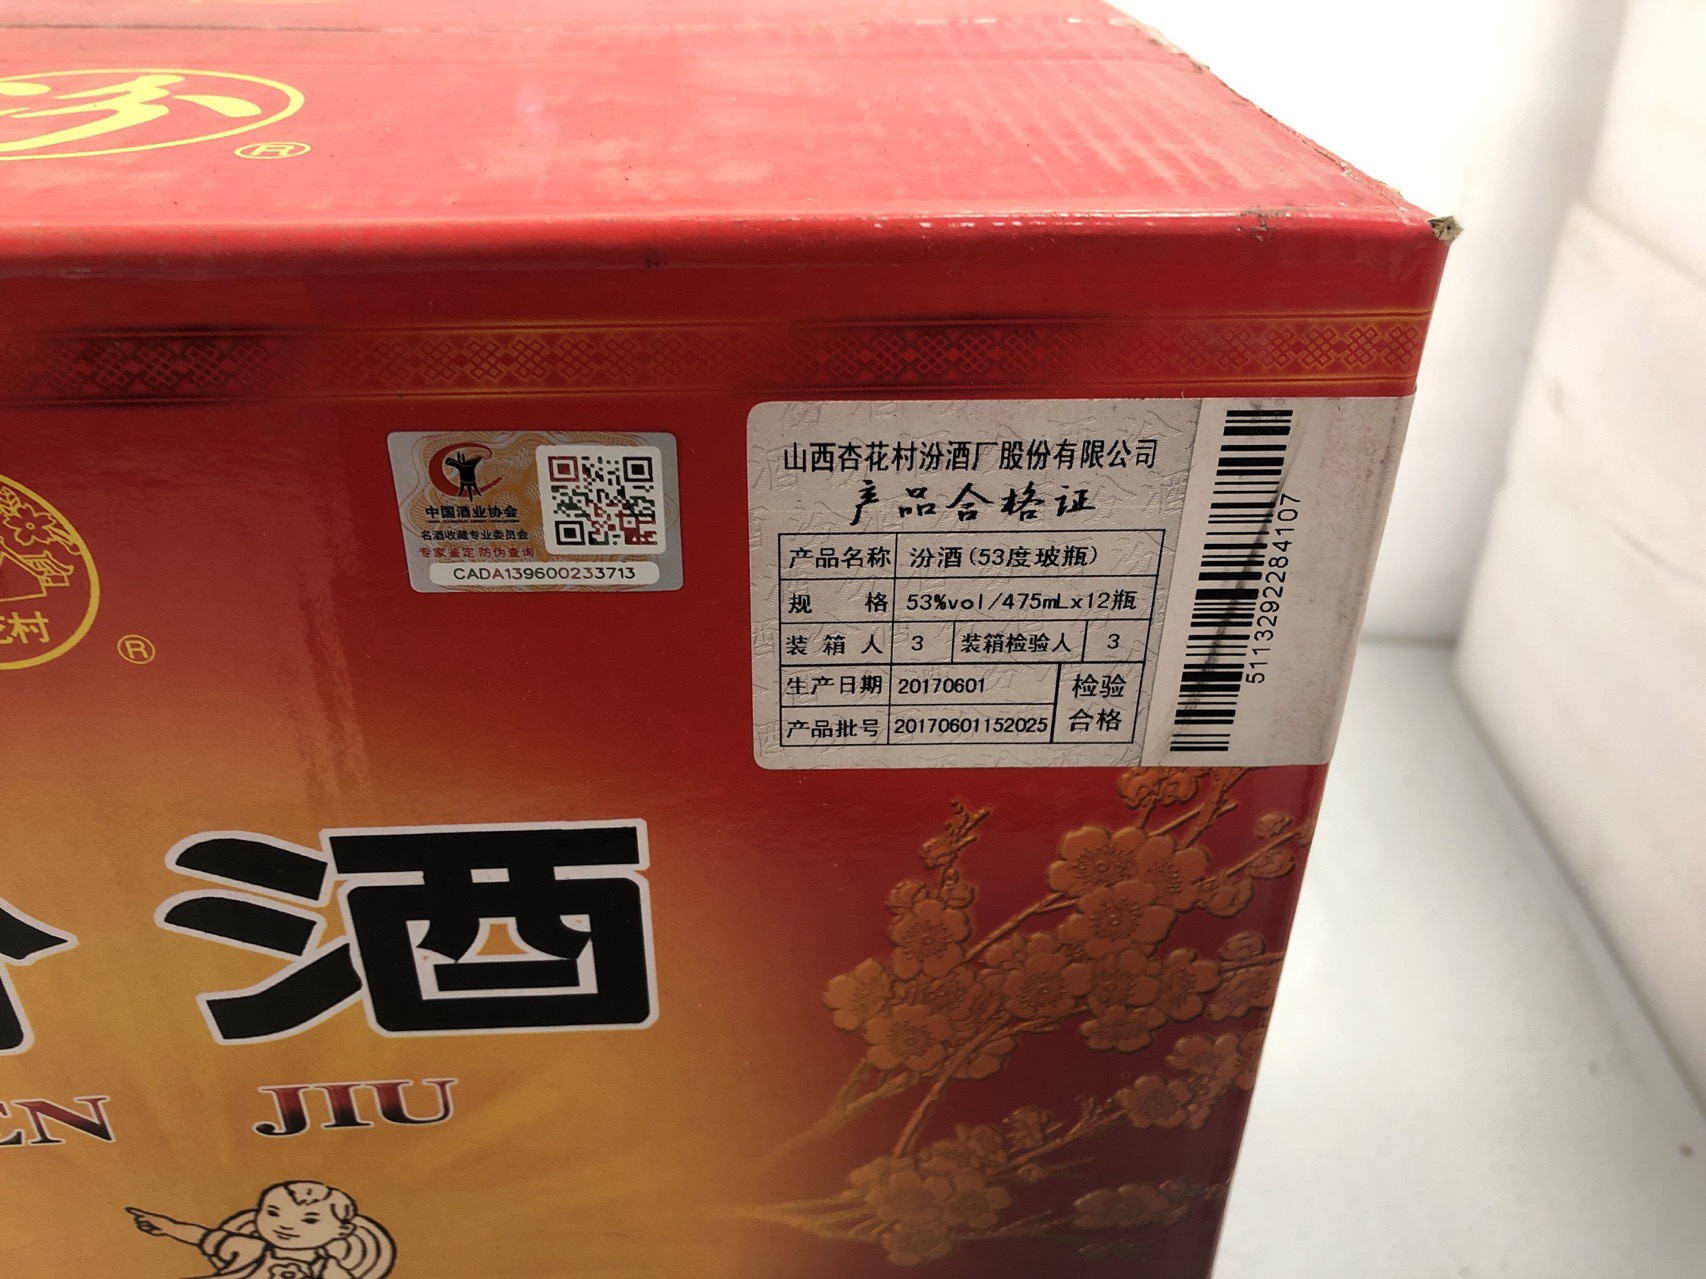 汾
®
中国酒业协会
名酒收藏专业委员会
专家鉴定 防伪查询
CADA139600233713
山西杏花村汾酒厂股份有限公司
产品合格证
产品名称 汾酒(53度玻瓶)
规 格 53%vol/475mLx12瓶
装 箱 人 3 装箱检验人 3
生产日期 20170601 检验
产品批号 20170601152025 合格
5113292284107
花村
®
酒
EN JIU